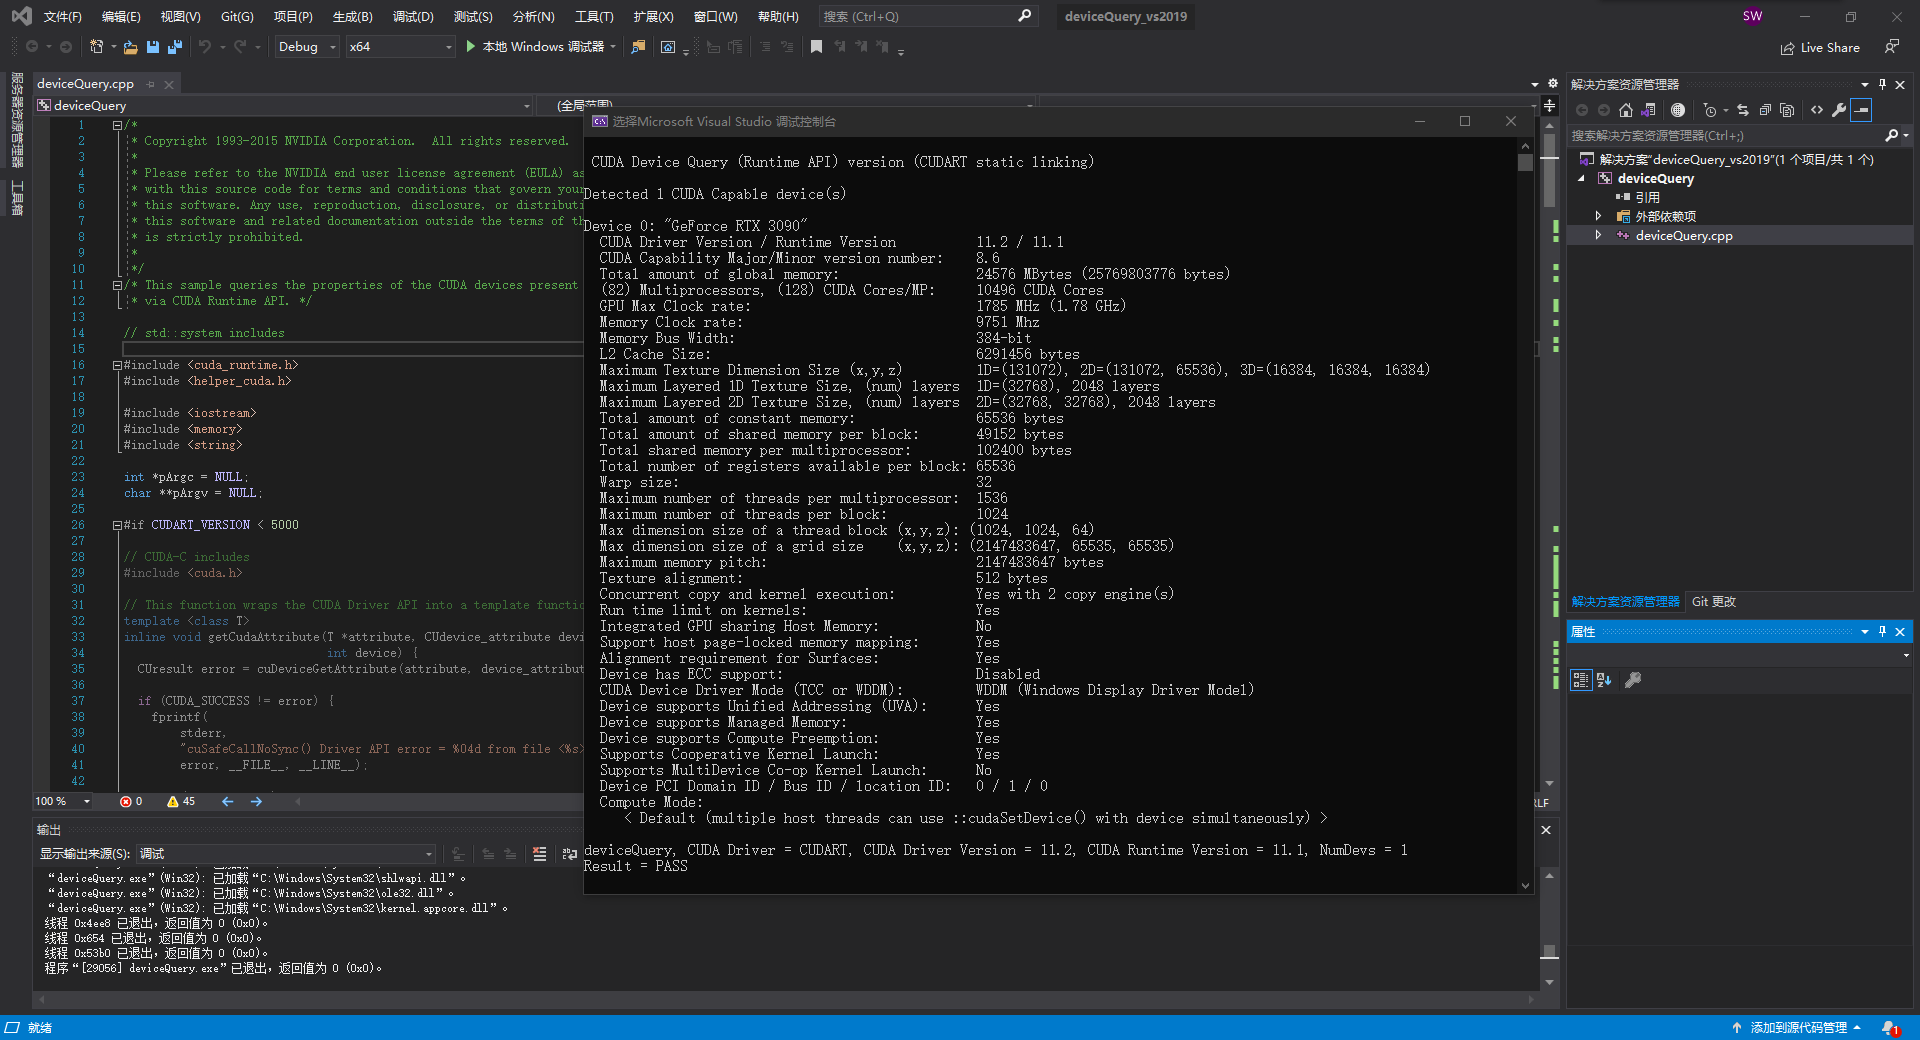 文件(F) 编辑(E) 视图(V) Git(G) 项目(P) 生成(B) 调试(D) 测试(S) 分析(N) 工具(T) 扩展(X) 窗口(W) 帮助(H) 搜索 (Ctrl+Q) deviceQuery_vs2019 SW
Debug x64 本地 Windows 调试器 Live Share
服务器资源管理器
工具箱
deviceQuery.cpp
deviceQuery (全局范围)
1 /*
2 * Copyright 1993-2015 NVIDIA Corporation.  All rights reserved.
3 *
4 * Please refer to the NVIDIA end user license agreement (EULA) as
5 * with this source code for terms and conditions that govern your
6 * this software. Any use, reproduction, disclosure, or distributi
7 * this software and related documentation outside the terms of th
8 * is strictly prohibited.
9 *
10 */
11 /* This sample queries the properties of the CUDA devices present
12 * via CUDA Runtime API. */
13
14 // std::system includes
15
16 #include <cuda_runtime.h>
17 #include <helper_cuda.h>
18
19 #include <iostream>
20 #include <memory>
21 #include <string>
22
23 int *pArgc = NULL;
24 char **pArgv = NULL;
25
26 #if CUDART_VERSION < 5000
27
28 // CUDA-C includes
29 #include <cuda.h>
30
31 // This function wraps the CUDA Driver API into a template functio
32 template <class T>
33 inline void getCudaAttribute(T *attribute, CUdevice_attribute devi
34 int device) {
35 CUresult error = cuDeviceGetAttribute(attribute, device_attribut
36
37 if (CUDA_SUCCESS != error) {
38 fprintf(
39 stderr,
40 "cuSafeCallNoSync() Driver API error = %04d from file <%s>
41 error, __FILE__, __LINE__);
42
100 % 0 45
RLF
选择Microsoft Visual Studio 调试控制台
CUDA Device Query (Runtime API) version (CUDART static linking)
Detected 1 CUDA Capable device(s)
Device 0: "GeForce RTX 3090"
CUDA Driver Version / Runtime Version 11.2 / 11.1
CUDA Capability Major/Minor version number: 8.6
Total amount of global memory: 24576 MBytes (25769803776 bytes)
(82) Multiprocessors, (128) CUDA Cores/MP: 10496 CUDA Cores
GPU Max Clock rate: 1785 MHz (1.78 GHz)
Memory Clock rate: 9751 Mhz
Memory Bus Width: 384-bit
L2 Cache Size: 6291456 bytes
Maximum Texture Dimension Size (x,y,z) 1D=(131072), 2D=(131072, 65536), 3D=(16384, 16384, 16384)
Maximum Layered 1D Texture Size, (num) layers 1D=(32768), 2048 layers
Maximum Layered 2D Texture Size, (num) layers 2D=(32768, 32768), 2048 layers
Total amount of constant memory: 65536 bytes
Total amount of shared memory per block: 49152 bytes
Total shared memory per multiprocessor: 102400 bytes
Total number of registers available per block: 65536
Warp size: 32
Maximum number of threads per multiprocessor: 1536
Maximum number of threads per block: 1024
Max dimension size of a thread block (x,y,z): (1024, 1024, 64)
Max dimension size of a grid size (x,y,z): (2147483647, 65535, 65535)
Maximum memory pitch: 2147483647 bytes
Texture alignment: 512 bytes
Concurrent copy and kernel execution: Yes with 2 copy engine(s)
Run time limit on kernels: Yes
Integrated GPU sharing Host Memory: No
Support host page-locked memory mapping: Yes
Alignment requirement for Surfaces: Yes
Device has ECC support: Disabled
CUDA Device Driver Mode (TCC or WDDM): WDDM (Windows Display Driver Model)
Device supports Unified Addressing (UVA): Yes
Device supports Managed Memory: Yes
Device supports Compute Preemption: Yes
Supports Cooperative Kernel Launch: Yes
Supports MultiDevice Co-op Kernel Launch: No
Device PCI Domain ID / Bus ID / location ID: 0 / 1 / 0
Compute Mode:
< Default (multiple host threads can use ::cudaSetDevice() with device simultaneously) >
deviceQuery, CUDA Driver = CUDART, CUDA Driver Version = 11.2, CUDA Runtime Version = 11.1, NumDevs = 1
Result = PASS
输出
显示输出来源(S): 调试
“deviceQuery.exe”(Win32): 已加载“C:\Windows\System32\shlwapi.dll”。
“deviceQuery.exe”(Win32): 已加载“C:\Windows\System32\ole32.dll”。
“deviceQuery.exe”(Win32): 已加载“C:\Windows\System32\kernel.appcore.dll”。
线程 0x4ee8 已退出，返回值为 0 (0x0)。
线程 0x654 已退出，返回值为 0 (0x0)。
线程 0x53b0 已退出，返回值为 0 (0x0)。
程序“[29056] deviceQuery.exe”已退出，返回值为 0 (0x0)。
解决方案资源管理器
搜索解决方案资源管理器(Ctrl+;)
解决方案"deviceQuery_vs2019"(1 个项目/共 1 个)
deviceQuery
引用
外部依赖项
deviceQuery.cpp
解决方案资源管理器 Git 更改
属性
就绪 添加到源代码管理 1